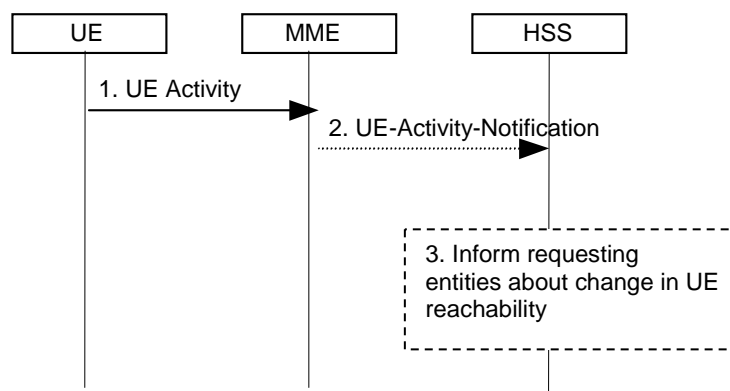 UE
MME
HSS
1. UE Activity
2. UE-Activity-Notification
3. Inform requesting
entities about change in UE
reachability